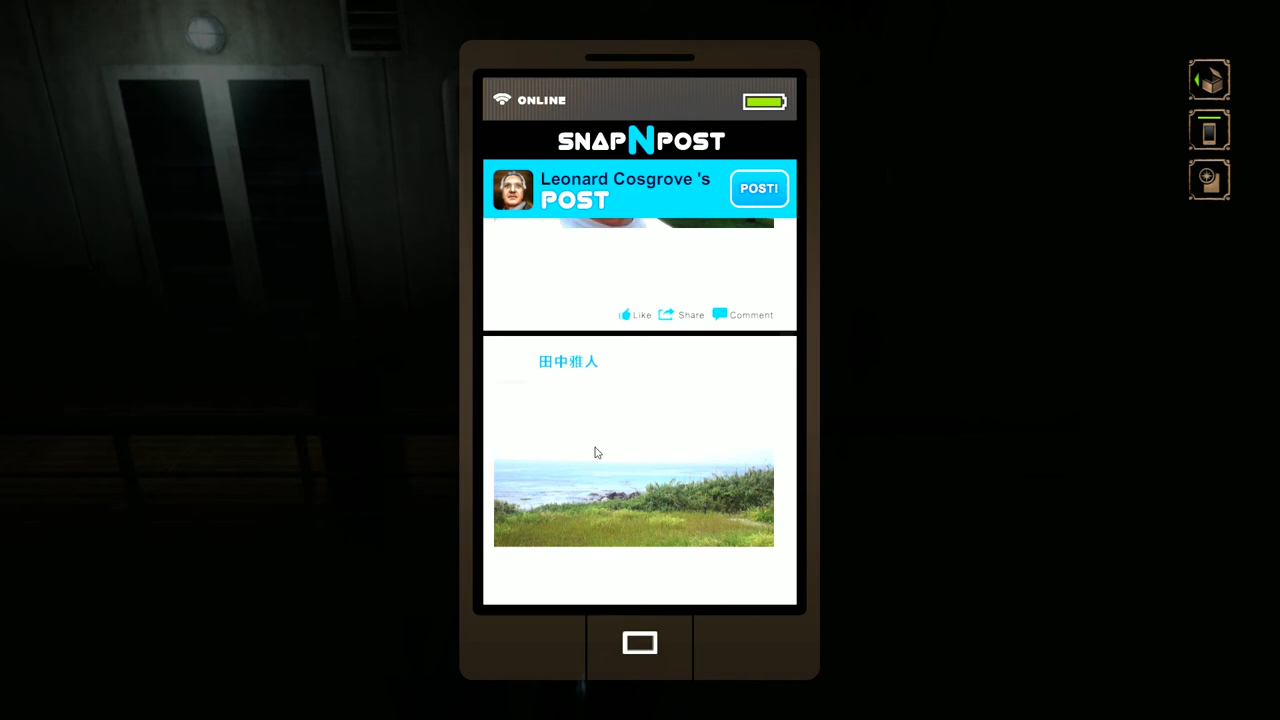 ONLINE
SNAPNPOST
Leonard Cosgrove 's
POST
POST!
Like Share Comment
田中雅人